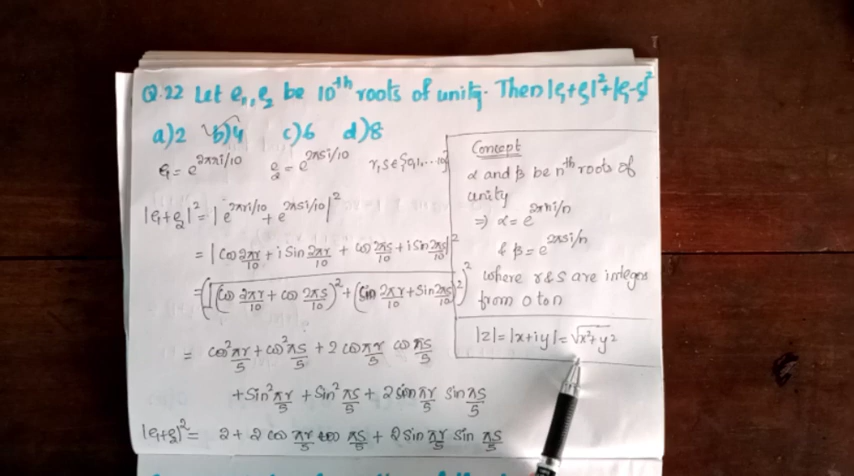 Q.22 Let e₁, e₂ be 10th roots of unity. Then |ς+ς|²+|ς-ς|²
a)2 b)4 c)6 d)8
e₁ = e^{2πri/10} e₂ = e^{2πsi/10} r,s∈{0,1,...10}
|e₁+e₂|² = |e^{2πri/10} + e^{2πsi/10}|²
= |Cos 2πr/10 + i Sin 2πr/10 + cos 2πs/10 + i Sin 2πs/10|²
= (√((cos 2πr/10 + cos 2πs/10)² + (Sin 2πr/10 + Sin 2πs/10)²))²
= cos² πr/5 + cos² πs/5 + 2 cos πr/5 cos πs/5
+ Sin² πr/5 + Sin² πs/5 + 2 sin πr/5 sin πs/5
|e₁+e₂|² = 2 + 2 cos πr/5 cos πs/5 + 2 Sin πr/5 Sin πs/5
Concept
α and β be nth roots of
unity
⇒ α = e^{2πri/n}
& β = e^{2πsi/n}
where r & s are integers
from 0 to n
|z| = |x+iy| = √x²+y²